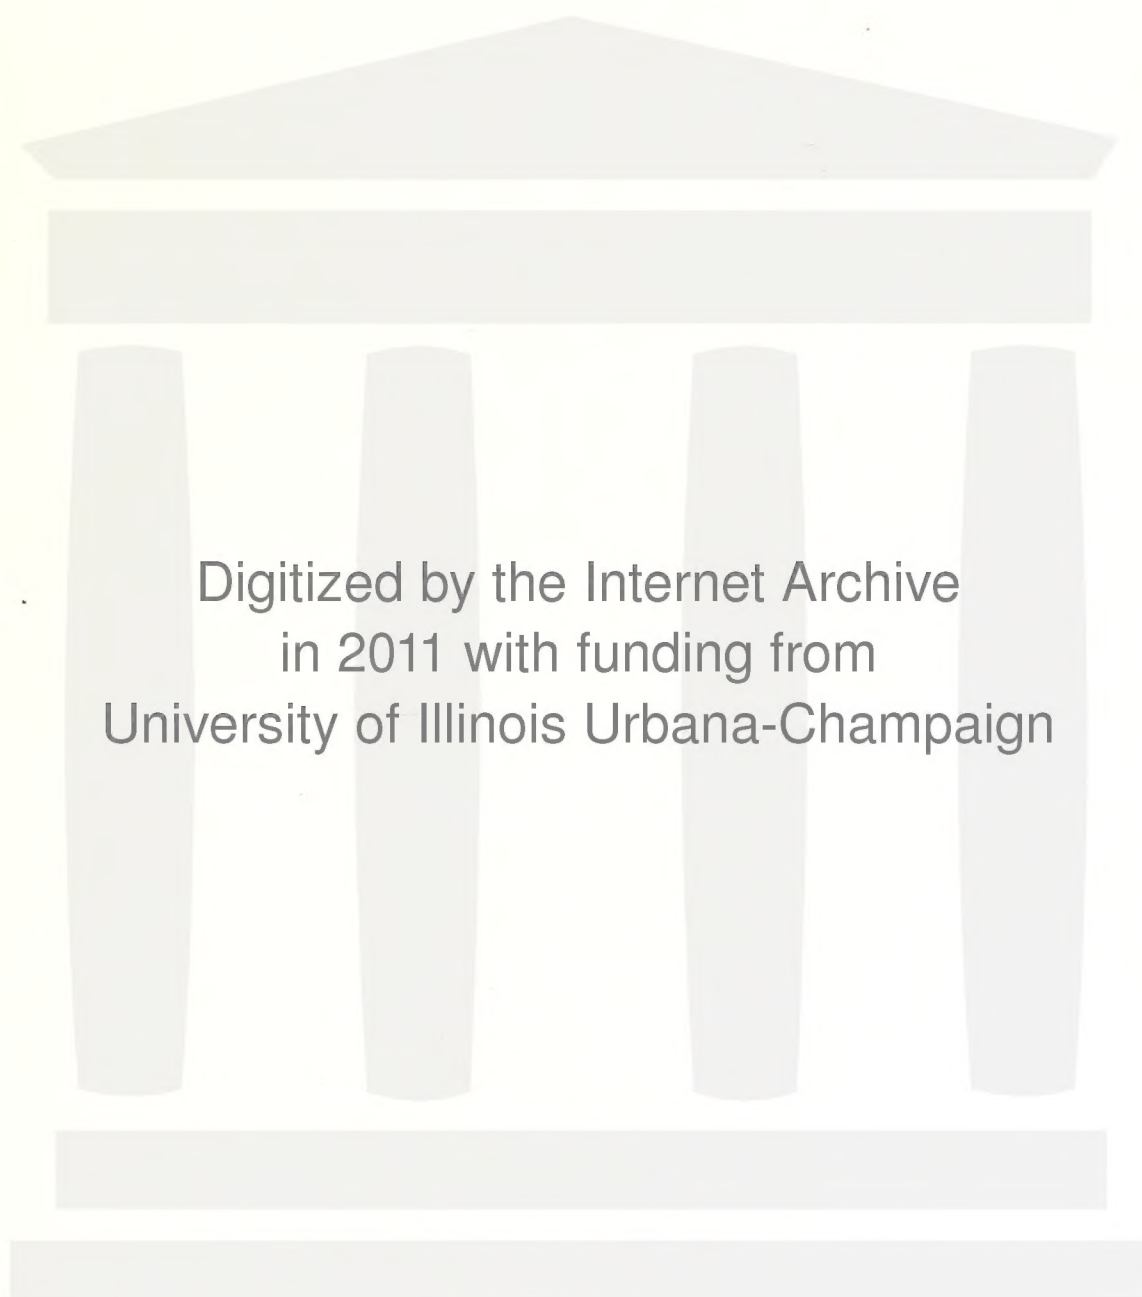 Digitized by the Internet Archive
in 2011 with funding from
University of Illinois Urbana-Champaign